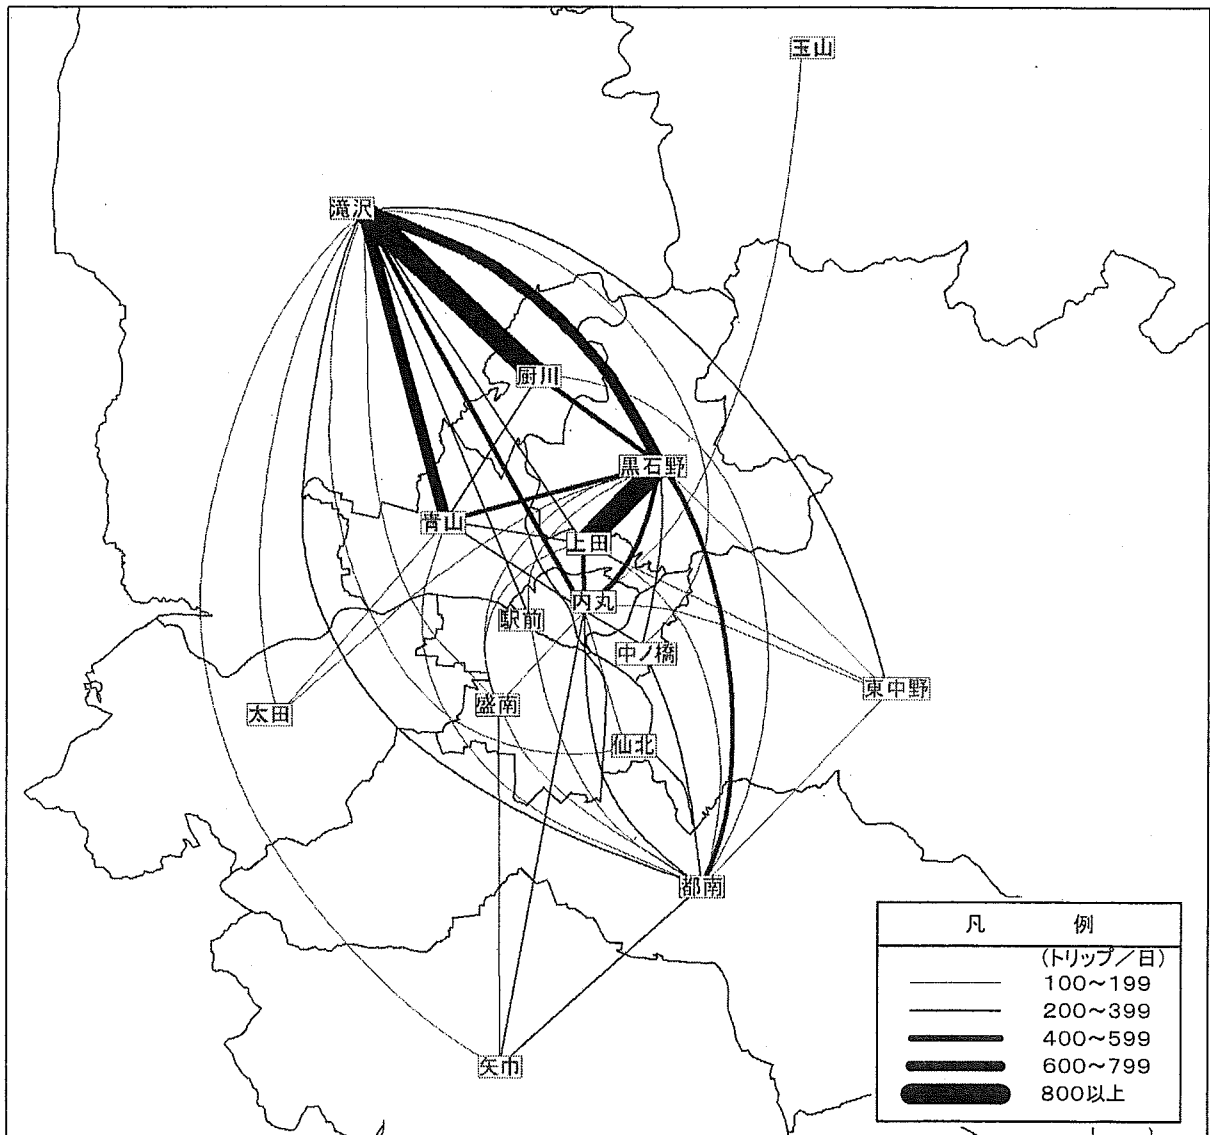 玉山
滝沢
厨川
黒石野
青山
上田
内丸
駅前
中ノ橋
東中野
盛南
太田
仙北
都南
矢巾
凡 例
(トリップ/日)
100~199
200~399
400~599
600~799
800以上